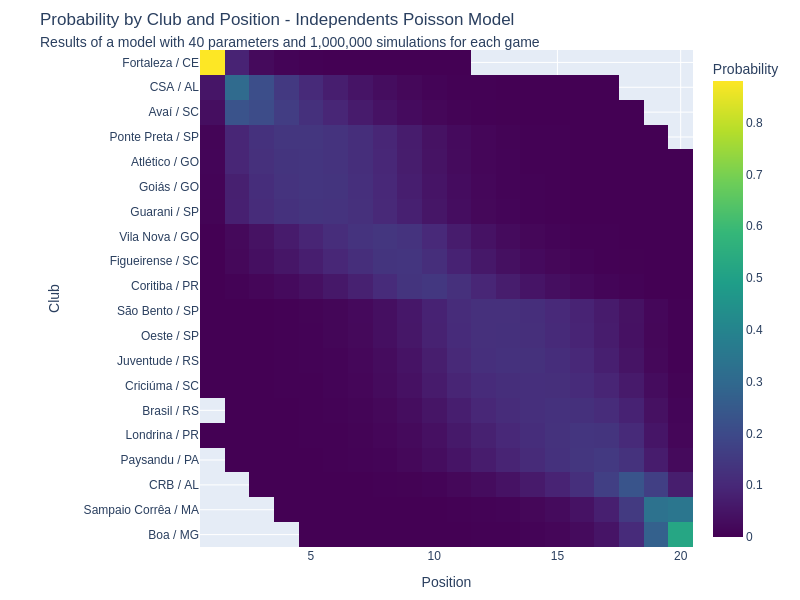 Probability by Club and Position - Independents Poisson Model
Results of a model with 40 parameters and 1,000,000 simulations for each game
Probability
Fortaleza / CE
CSA / AL
Avaí / SC
Ponte Preta / SP
Atlético / GO
Goiás / GO
Guarani / SP
Vila Nova / GO
Figueirense / SC
Coritiba / PR
São Bento / SP
Oeste / SP
Juventude / RS
Criciúma / SC
Brasil / RS
Londrina / PR
Paysandu / PA
CRB / AL
Sampaio Corrêa / MA
Boa / MG
Club
5
10
15
20
Position
0.8
0.7
0.6
0.5
0.4
0.3
0.2
0.1
0